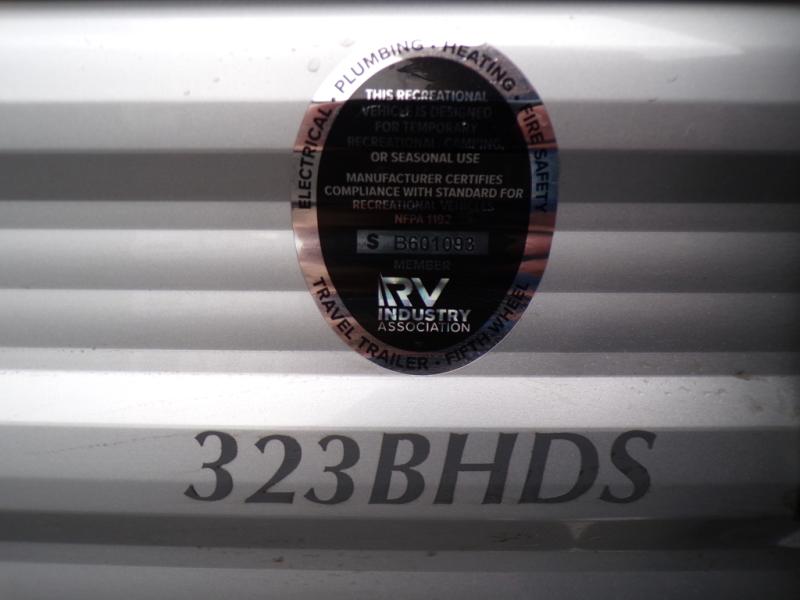 ELECTRICAL • PLUMBING • HEATING • FIRE SAFETY
THIS RECREATIONAL
VEHICLE IS DESIGNED
FOR TEMPORARY
RECREATIONAL, CAMPING,
OR SEASONAL USE
MANUFACTURER CERTIFIES
COMPLIANCE WITH STANDARD FOR
RECREATIONAL VEHICLES
NFPA 1192
S B601093
MEMBER
RV
INDUSTRY
ASSOCIATION
TRAVEL TRAILER • FIFTH WHEEL
323BHDS